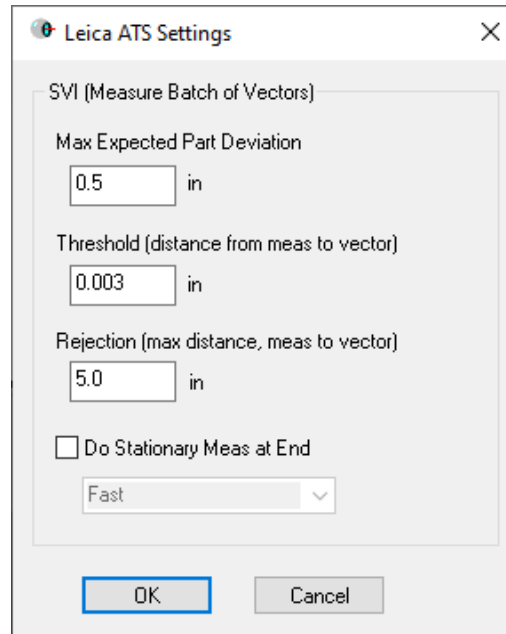 Leica ATS Settings
SVI (Measure Batch of Vectors)
Max Expected Part Deviation
0.5 in
Threshold (distance from meas to vector)
0.003 in
Rejection (max distance, meas to vector)
5.0 in
Do Stationary Meas at End
Fast
OK Cancel